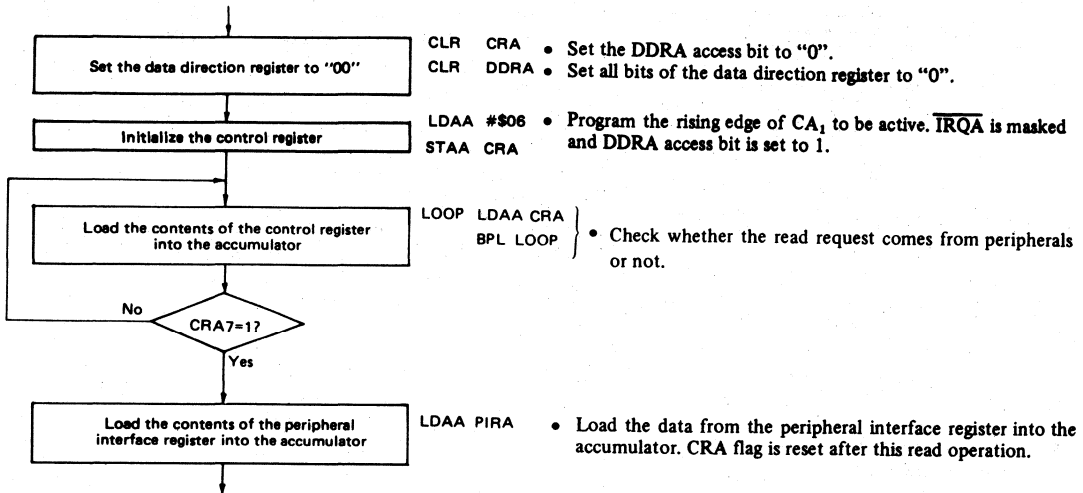 Set the data direction register to "00"
CLR CRA • Set the DDRA access bit to "0".
CLR DDRA • Set all bits of the data direction register to "0".
Initialize the control register
LDAA #$06 • Program the rising edge of CA₁ to be active. I̅R̅Q̅A̅ is masked
STAA CRA and DDRA access bit is set to 1.
Load the contents of the control register
into the accumulator
LOOP LDAA CRA
BPL LOOP
• Check whether the read request comes from peripherals
or not.
No
CRA7=1?
Yes
Load the contents of the peripheral
interface register into the accumulator
LDAA PIRA • Load the data from the peripheral interface register into the
accumulator. CRA flag is reset after this read operation.